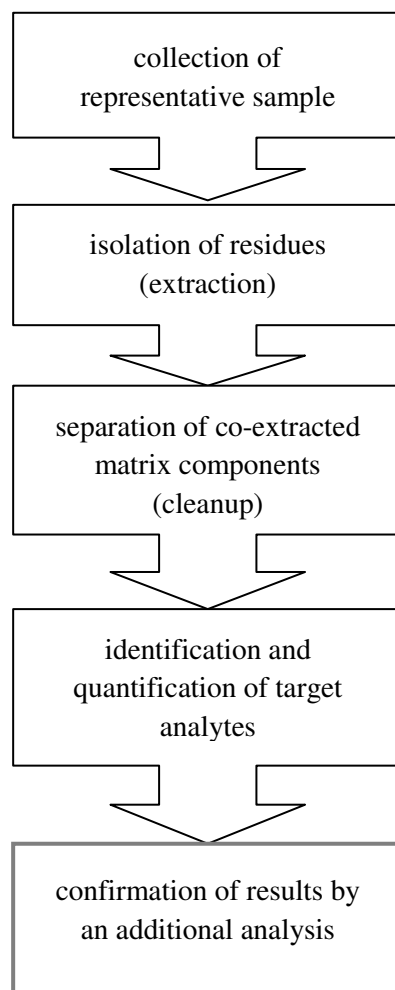 collection of
representative sample
isolation of residues
(extraction)
separation of co-extracted
matrix components
(cleanup)
identification and
quantification of target
analytes
confirmation of results by
an additional analysis